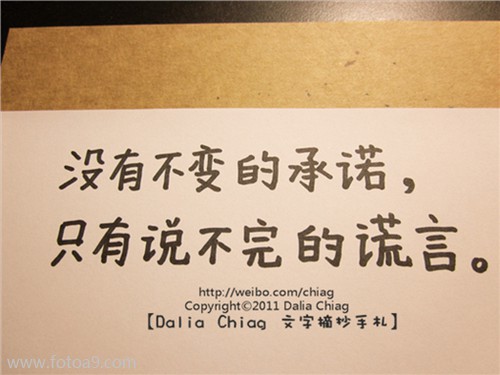 没有不变的承诺，
只有说不完的谎言。
http://weibo.com/chiag
Copyright©2011 Dalia Chiag
【Dalia Chiag 文字摘抄手札】
www.fotoa9.com